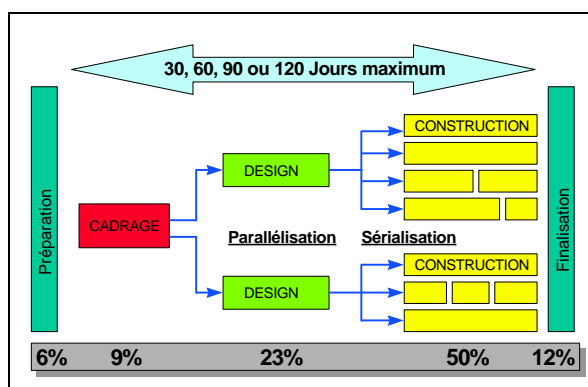 30, 60, 90 ou 120 Jours maximum
Préparation
CADRAGE
DESIGN
CONSTRUCTION
Parallélisation
Sérialisation
DESIGN
CONSTRUCTION
Finalisation
6%
9%
23%
50%
12%